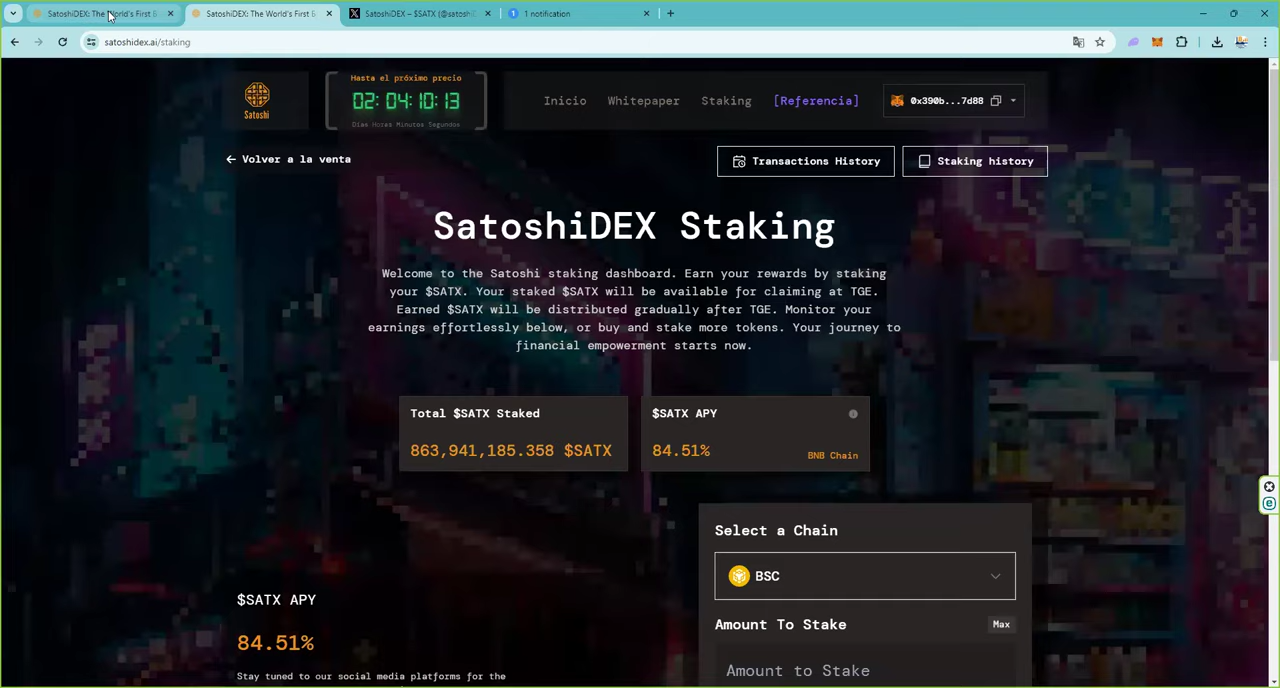 SatoshiDEX: The World's First B
SatoshiDEX: The World's First B
SatoshiDEX – $SATX (@satoshi
1 notification
satoshidex.ai/staking
Satoshi
Hasta el próximo precio
02: 04:10:13
Días Horas Minutos Segundos
Inicio
Whitepaper
Staking
[Referencia]
0x390b...7d88
Volver a la venta
Transactions History
Staking history
SatoshiDEX Staking
Welcome to the Satoshi staking dashboard. Earn your rewards by staking
your $SATX. Your staked $SATX will be available for claiming at TGE.
Earned $SATX will be distributed gradually after TGE. Monitor your
earnings effortlessly below, or buy and stake more tokens. Your journey to
financial empowerment starts now.
Total $SATX Staked
863,941,185.358 $SATX
$SATX APY
84.51%
BNB Chain
Select a Chain
BSC
Amount To Stake
Max
Amount to Stake
$SATX APY
84.51%
Stay tuned to our social media platforms for the